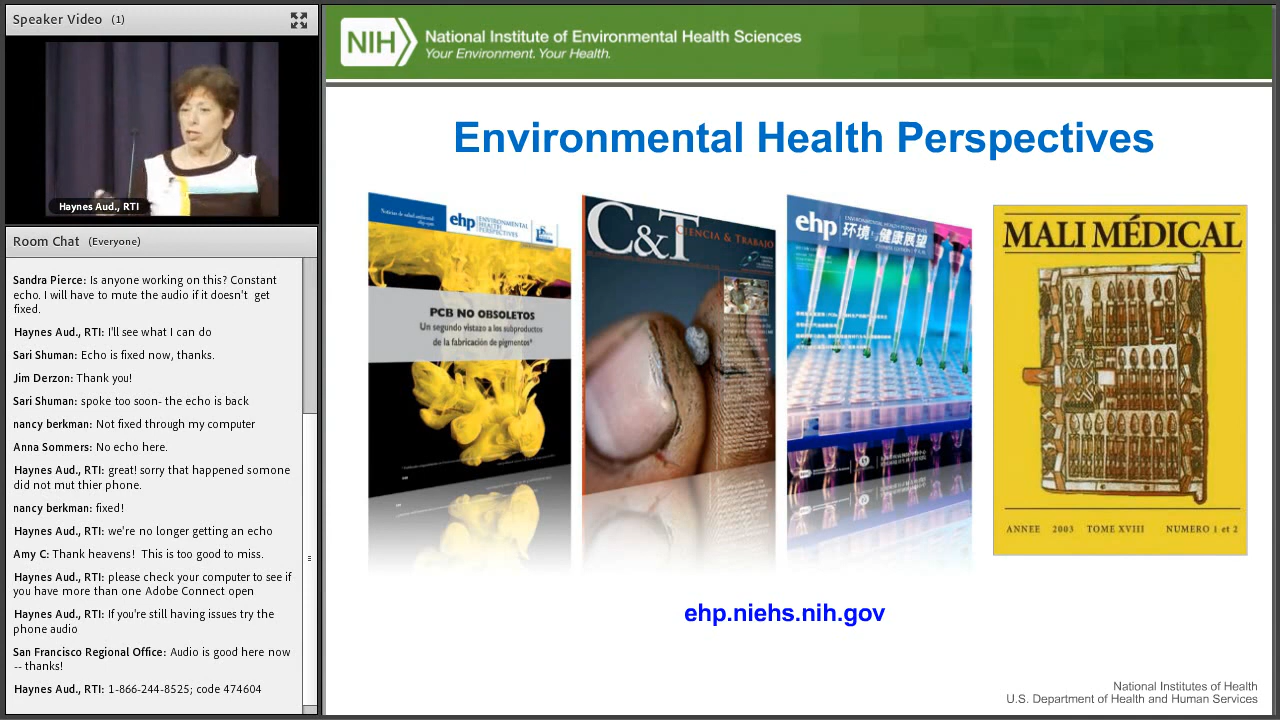 Speaker Video (1)
Haynes Aud., RTI
Room Chat (Everyone)
Sandra Pierce: Is anyone working on this? Constant
echo. I will have to mute the audio if it doesn't get
fixed.
Haynes Aud., RTI: I'll see what I can do
Sari Shuman: Echo is fixed now, thanks.
Jim Derzon: Thank you!
Sari Shuman: spoke too soon- the echo is back
nancy berkman: Not fixed through my computer
Anna Sommers: No echo here.
Haynes Aud., RTI: great! sorry that happened somone
did not mut thier phone.
nancy berkman: fixed!
Haynes Aud., RTI: we're no longer getting an echo
Amy C: Thank heavens! This is too good to miss.
Haynes Aud., RTI: please check your computer to see if
you have more than one Adobe Connect open
Haynes Aud., RTI: If you're still having issues try the
phone audio
San Francisco Regional Office: Audio is good here now
-- thanks!
Haynes Aud., RTI: 1-866-244-8525; code 474604
NIH
National Institute of Environmental Health Sciences
Your Environment. Your Health.
Environmental Health Perspectives
Noticias de salud ambiental
ehp ENVIRONMENTAL
HEALTH
PERSPECTIVES
PCB NO OBSOLETOS
Un segundo vistazo a los subproductos
de la fabricación de pigmentos
C&T
CIENCIA & TRABAJO
ehp
ENVIRONMENTAL HEALTH PERSPECTIVES
环境与健康展望
MALI MÉDICAL
ANNEE 2003 TOME XVIII NUMERO 1 et 2
ehp.niehs.nih.gov
National Institutes of Health
U.S. Department of Health and Human Services